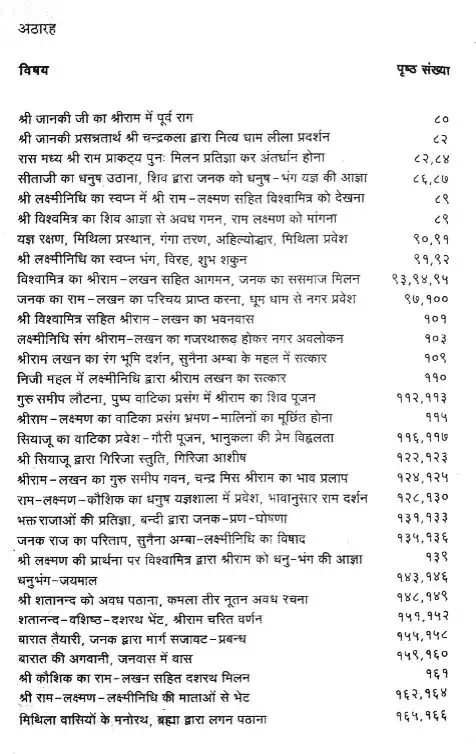 अठारह
विषय पृष्ठ संख्या
श्री जानकी जी का श्रीराम में पूर्व राग ८०
श्री जानकी प्रसन्नतार्थ श्री चन्द्रकला द्वारा नित्य धाम लीला प्रदर्शन ८२
रास मध्य श्री राम प्राकट्य पुनः मिलन प्रतिज्ञा कर अंतर्धान होना ८२,८४
सीताजी का धनुष उठाना, शिव द्वारा जनक को धनुष-भंग यज्ञ की आज्ञा ८६,८७
श्री लक्ष्मीनिधि का स्वप्न में श्री राम-लक्ष्मण सहित विश्वामित्र को देखना ८९
श्री विश्वमित्र का शिव आज्ञा से अवध गमन, राम लक्ष्मण को मांगना ८९
यज्ञ रक्षण, मिथिला प्रस्थान, गंगा तरण, अहिल्योद्धार, मिथिला प्रवेश ९०,९१
श्री लक्ष्मीनिधि का स्वप्न भंग, विरह, शुभ शकुन ९१,९२
विश्वामित्र का श्रीराम-लखन सहित आगमन, जनक का ससमाज मिलन ९३,९४,९५
जनक का राम-लखन का परिचय प्राप्त करना, धूम धाम से नगर प्रवेश ९७,१००
श्री विश्वामित्र सहित श्रीराम-लखन का भवनवास १०१
लक्ष्मीनिधि संग श्रीराम-लखन का गजरथारूढ़ होकर नगर अवलोकन १०३
श्रीराम लखन का रंग भूमि दर्शन, सुनैना अम्बा के महल में सत्कार १०९
निजी महल में लक्ष्मीनिधि द्वारा श्रीराम लखन का सत्कार ११०
गुरु समीप लौटना, पुष्प वाटिका प्रसंग में श्रीराम का शिव पूजन ११२,११३
श्रीराम-लक्ष्मण का वाटिका प्रसंग भ्रमण-मालिनों का मूर्छित होना ११५
सियाजू का वाटिका प्रवेश-गौरी पूजन, भानुकला की प्रेम विह्वलता ११६,११७
श्री सियाजू द्वारा गिरिजा स्तुति, गिरिजा आशीष १२२,१२३
श्रीराम-लखन का गुरु समीप गवन, चन्द्र मिस श्रीराम का भाव प्रलाप १२४,१२५
राम-लक्ष्मण-कौशिक का धनुष यज्ञशाला में प्रवेश, भावानुसार राम दर्शन १२८,१३०
भक्त राजाओं की प्रतिज्ञा, बन्दी द्वारा जनक-प्रण-घोषणा १३१,१३३
जनक राज का परिताप, सुनैना अम्बा-लक्ष्मीनिधि का विषाद १३५,१३६
श्री लक्ष्मण की प्रार्थना पर विश्वामित्र द्वारा श्रीराम को धनु-भंग की आज्ञा १३९
धनुभंग-जयमाल १४३,१४६
श्री शतानन्द को अवध पठाना, कमला तीर नूतन अवध रचना १४८,१४९
शतानन्द-वशिष्ठ-दशरथ भेंट, श्रीराम चरित वर्णन १५१,१५२
बारात तैयारी, जनक द्वारा मार्ग सजावट-प्रबन्ध १५५,१५८
बारात की अगवानी, जनवास में वास १५९,१६०
श्री कौशिक का राम-लखन सहित दशरथ मिलन १६१
श्री राम-लक्ष्मण-लक्ष्मीनिधि की माताओं से भेट १६२,१६४
मिथिला वासियों के मनोरथ, ब्रह्मा द्वारा लगन पठाना १६५,१६६